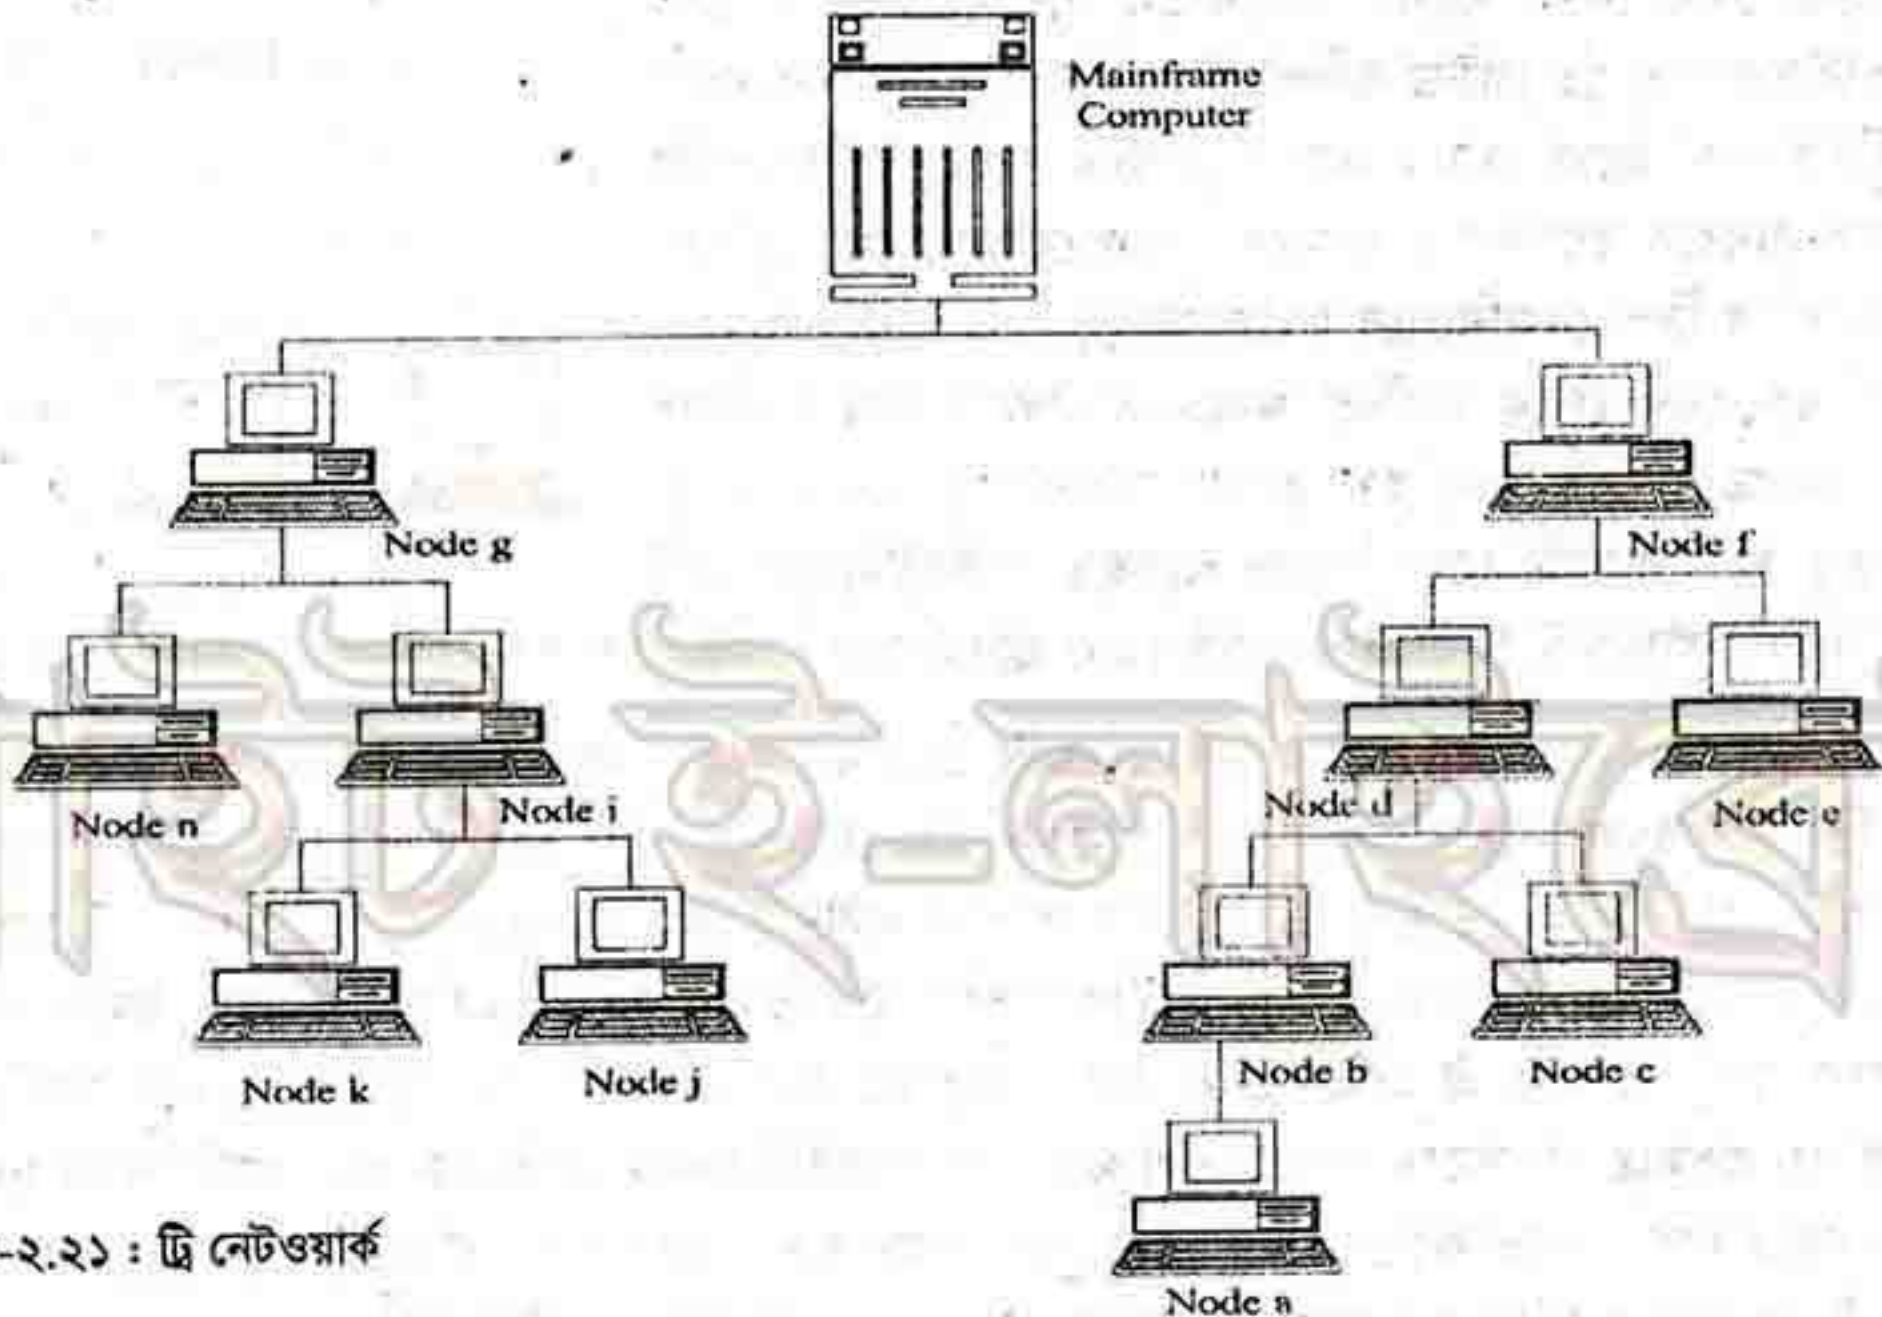 Mainframe
Computer
Node g
Node f
Node n
Node i
Node d
Node e
Node k
Node j
Node b
Node c
-২.২১ : ট্রি নেটওয়ার্ক
Node a